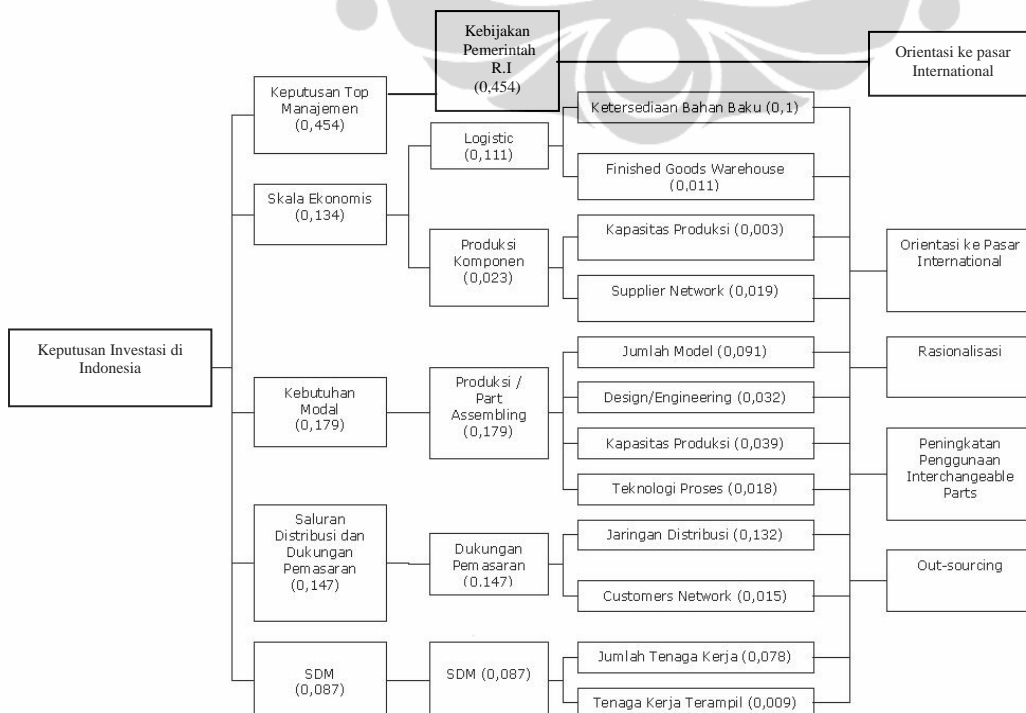 Kebijakan
Pemerintah
R.I
(0,454)
Orientasi ke pasar
International
Keputusan Top
Manajemen
(0,454)
Ketersediaan Bahan Baku (0,1)
Logistic
(0,111)
Finished Goods Warehouse
(0,011)
Skala Ekonomis
(0,134)
Kapasitas Produksi (0,003)
Produksi
Komponen
(0,023)
Orientasi ke Pasar
International
Supplier Network (0,019)
Keputusan Investasi di
Indonesia
Jumlah Model (0,091)
Rasionalisasi
Kebutuhan
Modal
(0,179)
Produksi /
Part
Assembling
(0,179)
Design/Engineering (0,032)
Kapasitas Produksi (0,039)
Teknologi Proses (0,018)
Peningkatan
Penggunaan
Interchangeable
Parts
Saluran
Distribusi dan
Dukungan
Pemasaran
(0,147)
Dukungan
Pemasaran
(0.147)
Jaringan Distribusi (0,132)
Customers Network (0,015)
Out-sourcing
SDM
(0,087)
SDM (0,087)
Jumlah Tenaga Kerja (0,078)
Tenaga Kerja Terampil (0,009)